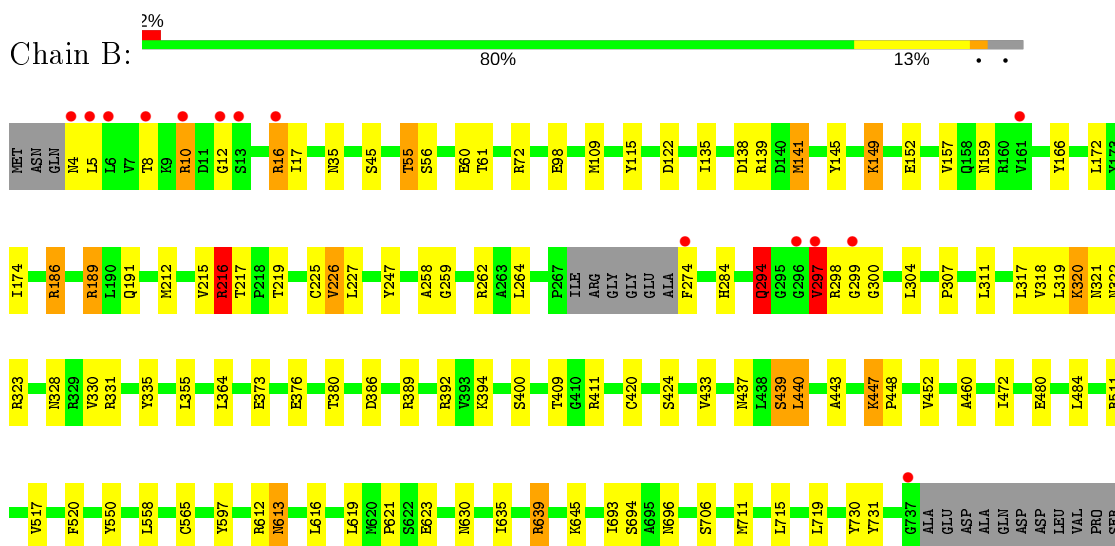 2%
Chain B:
80% 13% • •
MET ASN GLN N4 L5 L6 V7 T8 K9 R10 D11 G12 S13 R16 I17 N35 S45 T55 S56 E60 T61 R72 E98 M109 Y115 D122 I135 D138 R139 D140 M141 Y145 K149 E152 V157 Q158 N159 R160 V161 Y166 L172 Y173
I174 R186 R189 L190 Q191 M212 V215 R216 T217 P218 T219 C225 V226 L227 Y247 A258 G259 R262 A263 L264 P267 ILE ARG GLY GLY GLU ALA F274 H284 Q294 G295 G296 V297 R298 G299 G300 L304 P307 L311 L317 V318 L319 K320 N321 N322
R323 N328 R329 V330 R331 Y335 L355 L364 E373 E376 T380 D386 R389 R392 V393 K394 S400 T409 G410 R411 C420 S424 V433 N437 L438 S439 L440 A443 K447 P448 V452 A460 I472 E480 L484
V517 F520 Y550 L558 C565 Y597 R612 N613 L616 L619 M620 P621 S622 E623 N630 I635 R639 K645 I693 S694 A695 N696 S706 M711 L715 L719 Y730 Y731 G737 ALA GLU ASP ALA GLN ASP ASP LEU VAL PRO SER